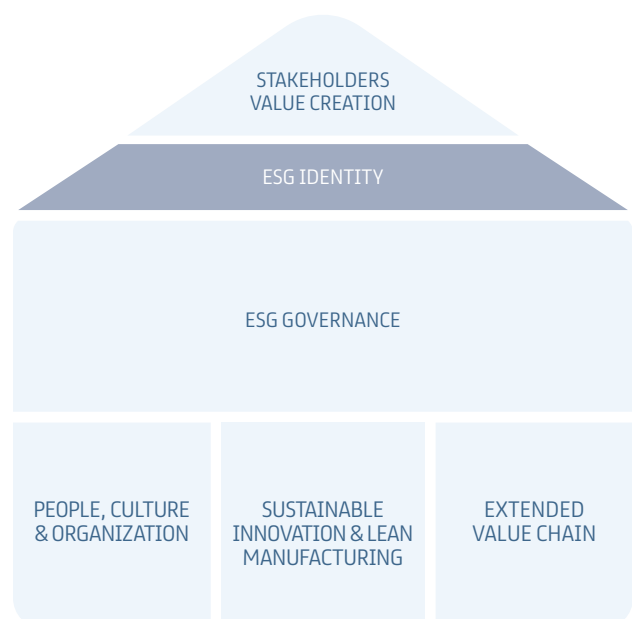 STAKEHOLDERS
VALUE CREATION
ESG IDENTITY
ESG GOVERNANCE
PEOPLE, CULTURE
& ORGANIZATION
SUSTAINABLE
INNOVATION & LEAN
MANUFACTURING
EXTENDED
VALUE CHAIN